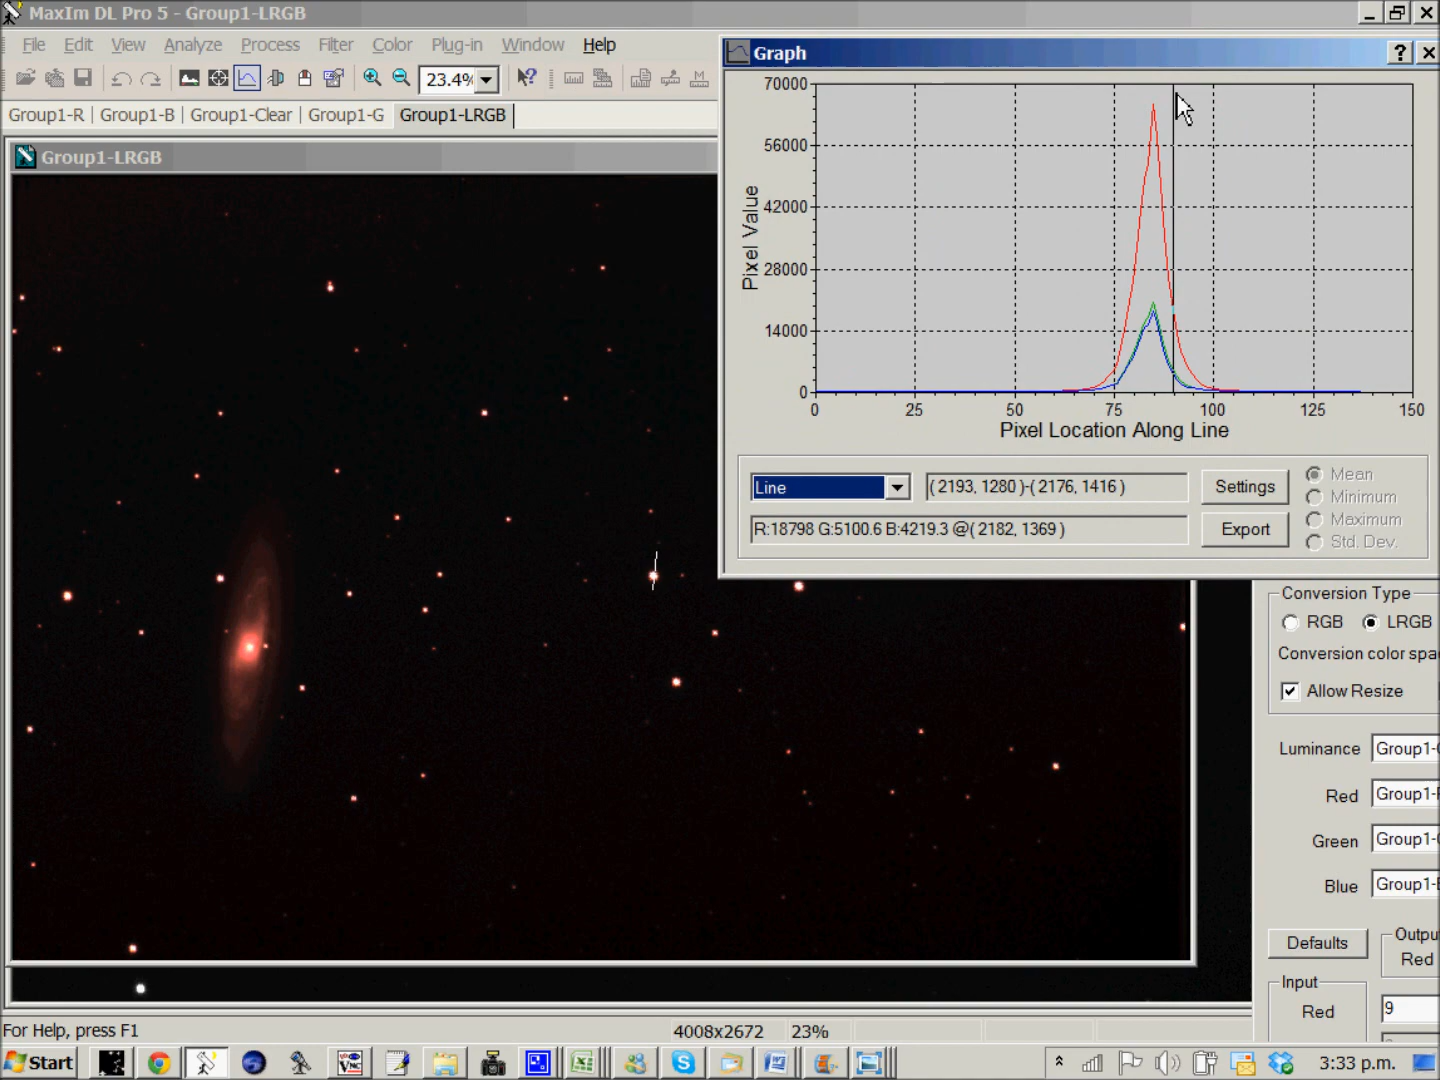 MaxIm DL Pro 5 - Group1-LRGB
File Edit View Analyze Process Filter Color Plug-in Window Help
23.4%
Group1-R Group1-B Group1-Clear Group1-G Group1-LRGB
Group1-LRGB
Graph
70000
56000
42000
28000
14000
0
Pixel Value
0 25 50 75 100 125 150
Pixel Location Along Line
Line
( 2193, 1280 )-( 2176, 1416 )
Settings
R:18798 G:5100.6 B:4219.3 @( 2182, 1369 )
Export
Mean
Minimum
Maximum
Std. Dev.
Conversion Type
RGB LRGB
Conversion color spa
Allow Resize
Luminance Group1-
Red Group1-
Green Group1-
Blue Group1-
Defaults
Outpu
Red
Input
Red 9
For Help, press F1
4008x2672 23%
Start
3:33 p.m.